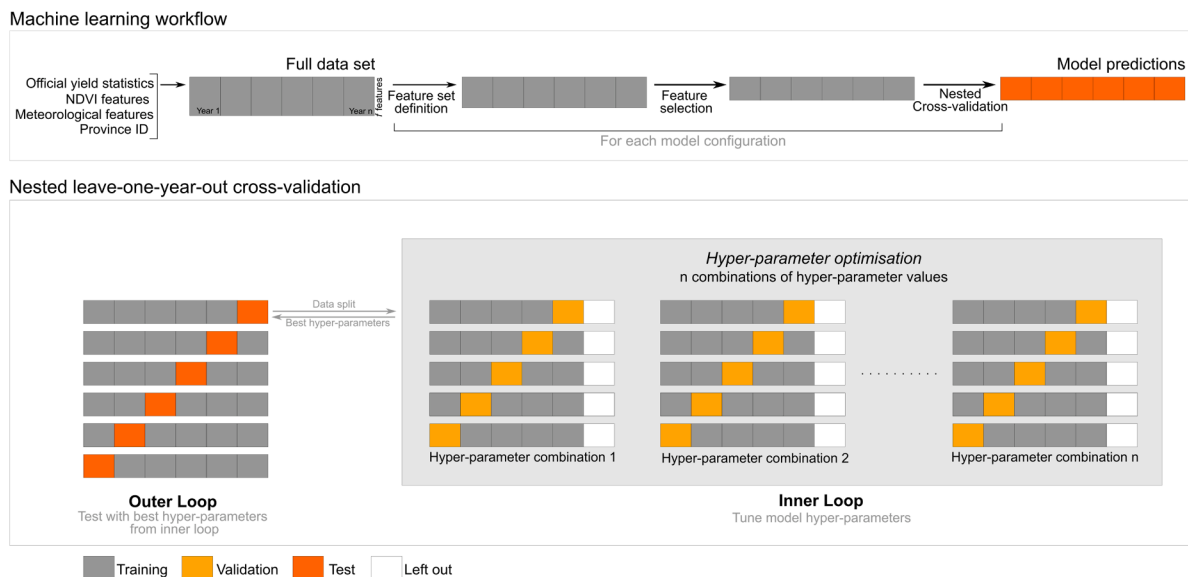 Machine learning workflow
Official yield statistics
NDVI features
Meteorological features
Province ID
Full data set
Year 1
Year n
f features
Feature set
definition
Feature
selection
Nested
Cross-validation
Model predictions
For each model configuration
Nested leave-one-year-out cross-validation
Data split
Best hyper-parameters
Hyper-parameter optimisation
n combinations of hyper-parameter values
. . . . . . . . . .
Hyper-parameter combination 1
Hyper-parameter combination 2
Hyper-parameter combination n
Outer Loop
Test with best hyper-parameters
from inner loop
Inner Loop
Tune model hyper-parameters
Training
Validation
Test
Left out